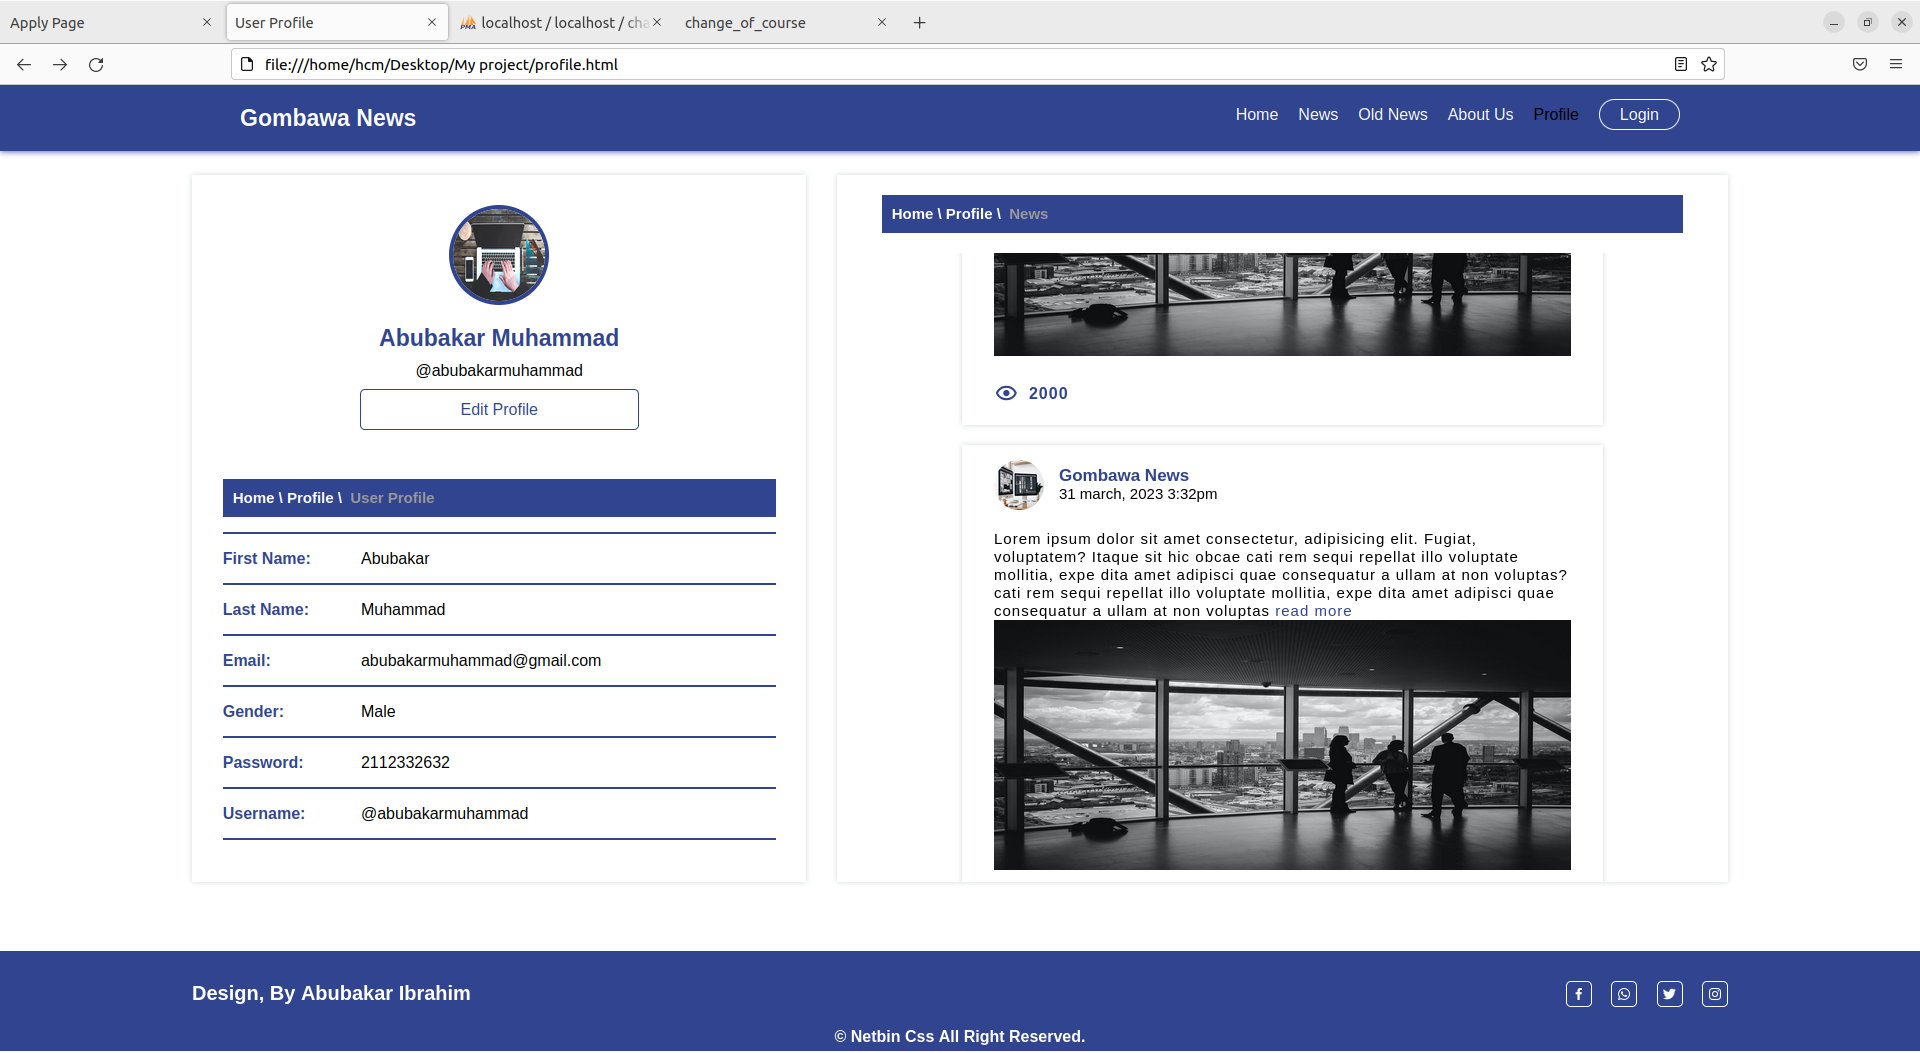 Apply Page
User Profile
localhost / localhost / cha
change_of_course
file:///home/hcm/Desktop/My project/profile.html
Gombawa News
Home News Old News About Us Profile Login
Abubakar Muhammad
@abubakarmuhammad
Edit Profile
Home \ Profile \ User Profile
First Name: Abubakar
Last Name: Muhammad
Email: abubakarmuhammad@gmail.com
Gender: Male
Password: 2112332632
Username: @abubakarmuhammad
Home \ Profile \ News
2000
Gombawa News
31 march, 2023 3:32pm
Lorem ipsum dolor sit amet consectetur, adipisicing elit. Fugiat,
voluptatem? Itaque sit hic obcae cati rem sequi repellat illo voluptate
mollitia, expe dita amet adipisci quae consequatur a ullam at non voluptas?
cati rem sequi repellat illo voluptate mollitia, expe dita amet adipisci quae
consequatur a ullam at non voluptas read more
Design, By Abubakar Ibrahim
© Netbin Css All Right Reserved.